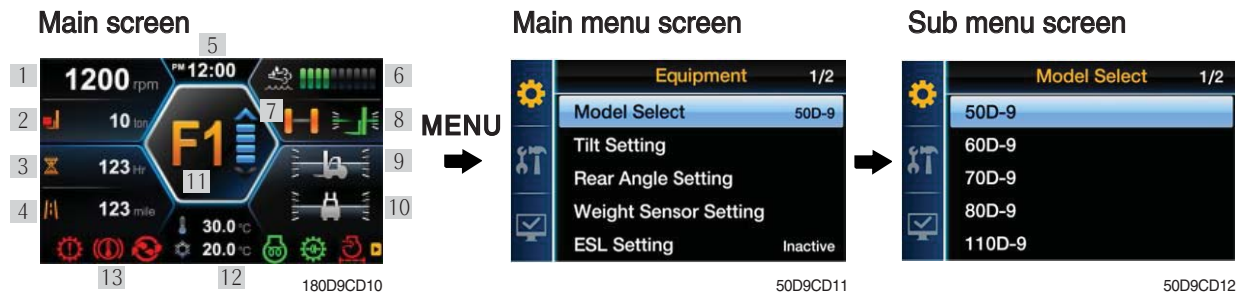 Main screen
Main menu screen
Sub menu screen
5
1
1200 rpm
PM 12:00
6
2
10 ton
7
8
3
123 Hr
F1
11
9
4
123 mile
10
30.0 °C
20.0 °C
13
12
180D9CD10
MENU
Equipment 1/2
Model Select 50D-9
Tilt Setting
Rear Angle Setting
Weight Sensor Setting
ESL Setting Inactive
50D9CD11
Model Select 1/2
50D-9
60D-9
70D-9
80D-9
110D-9
50D9CD12